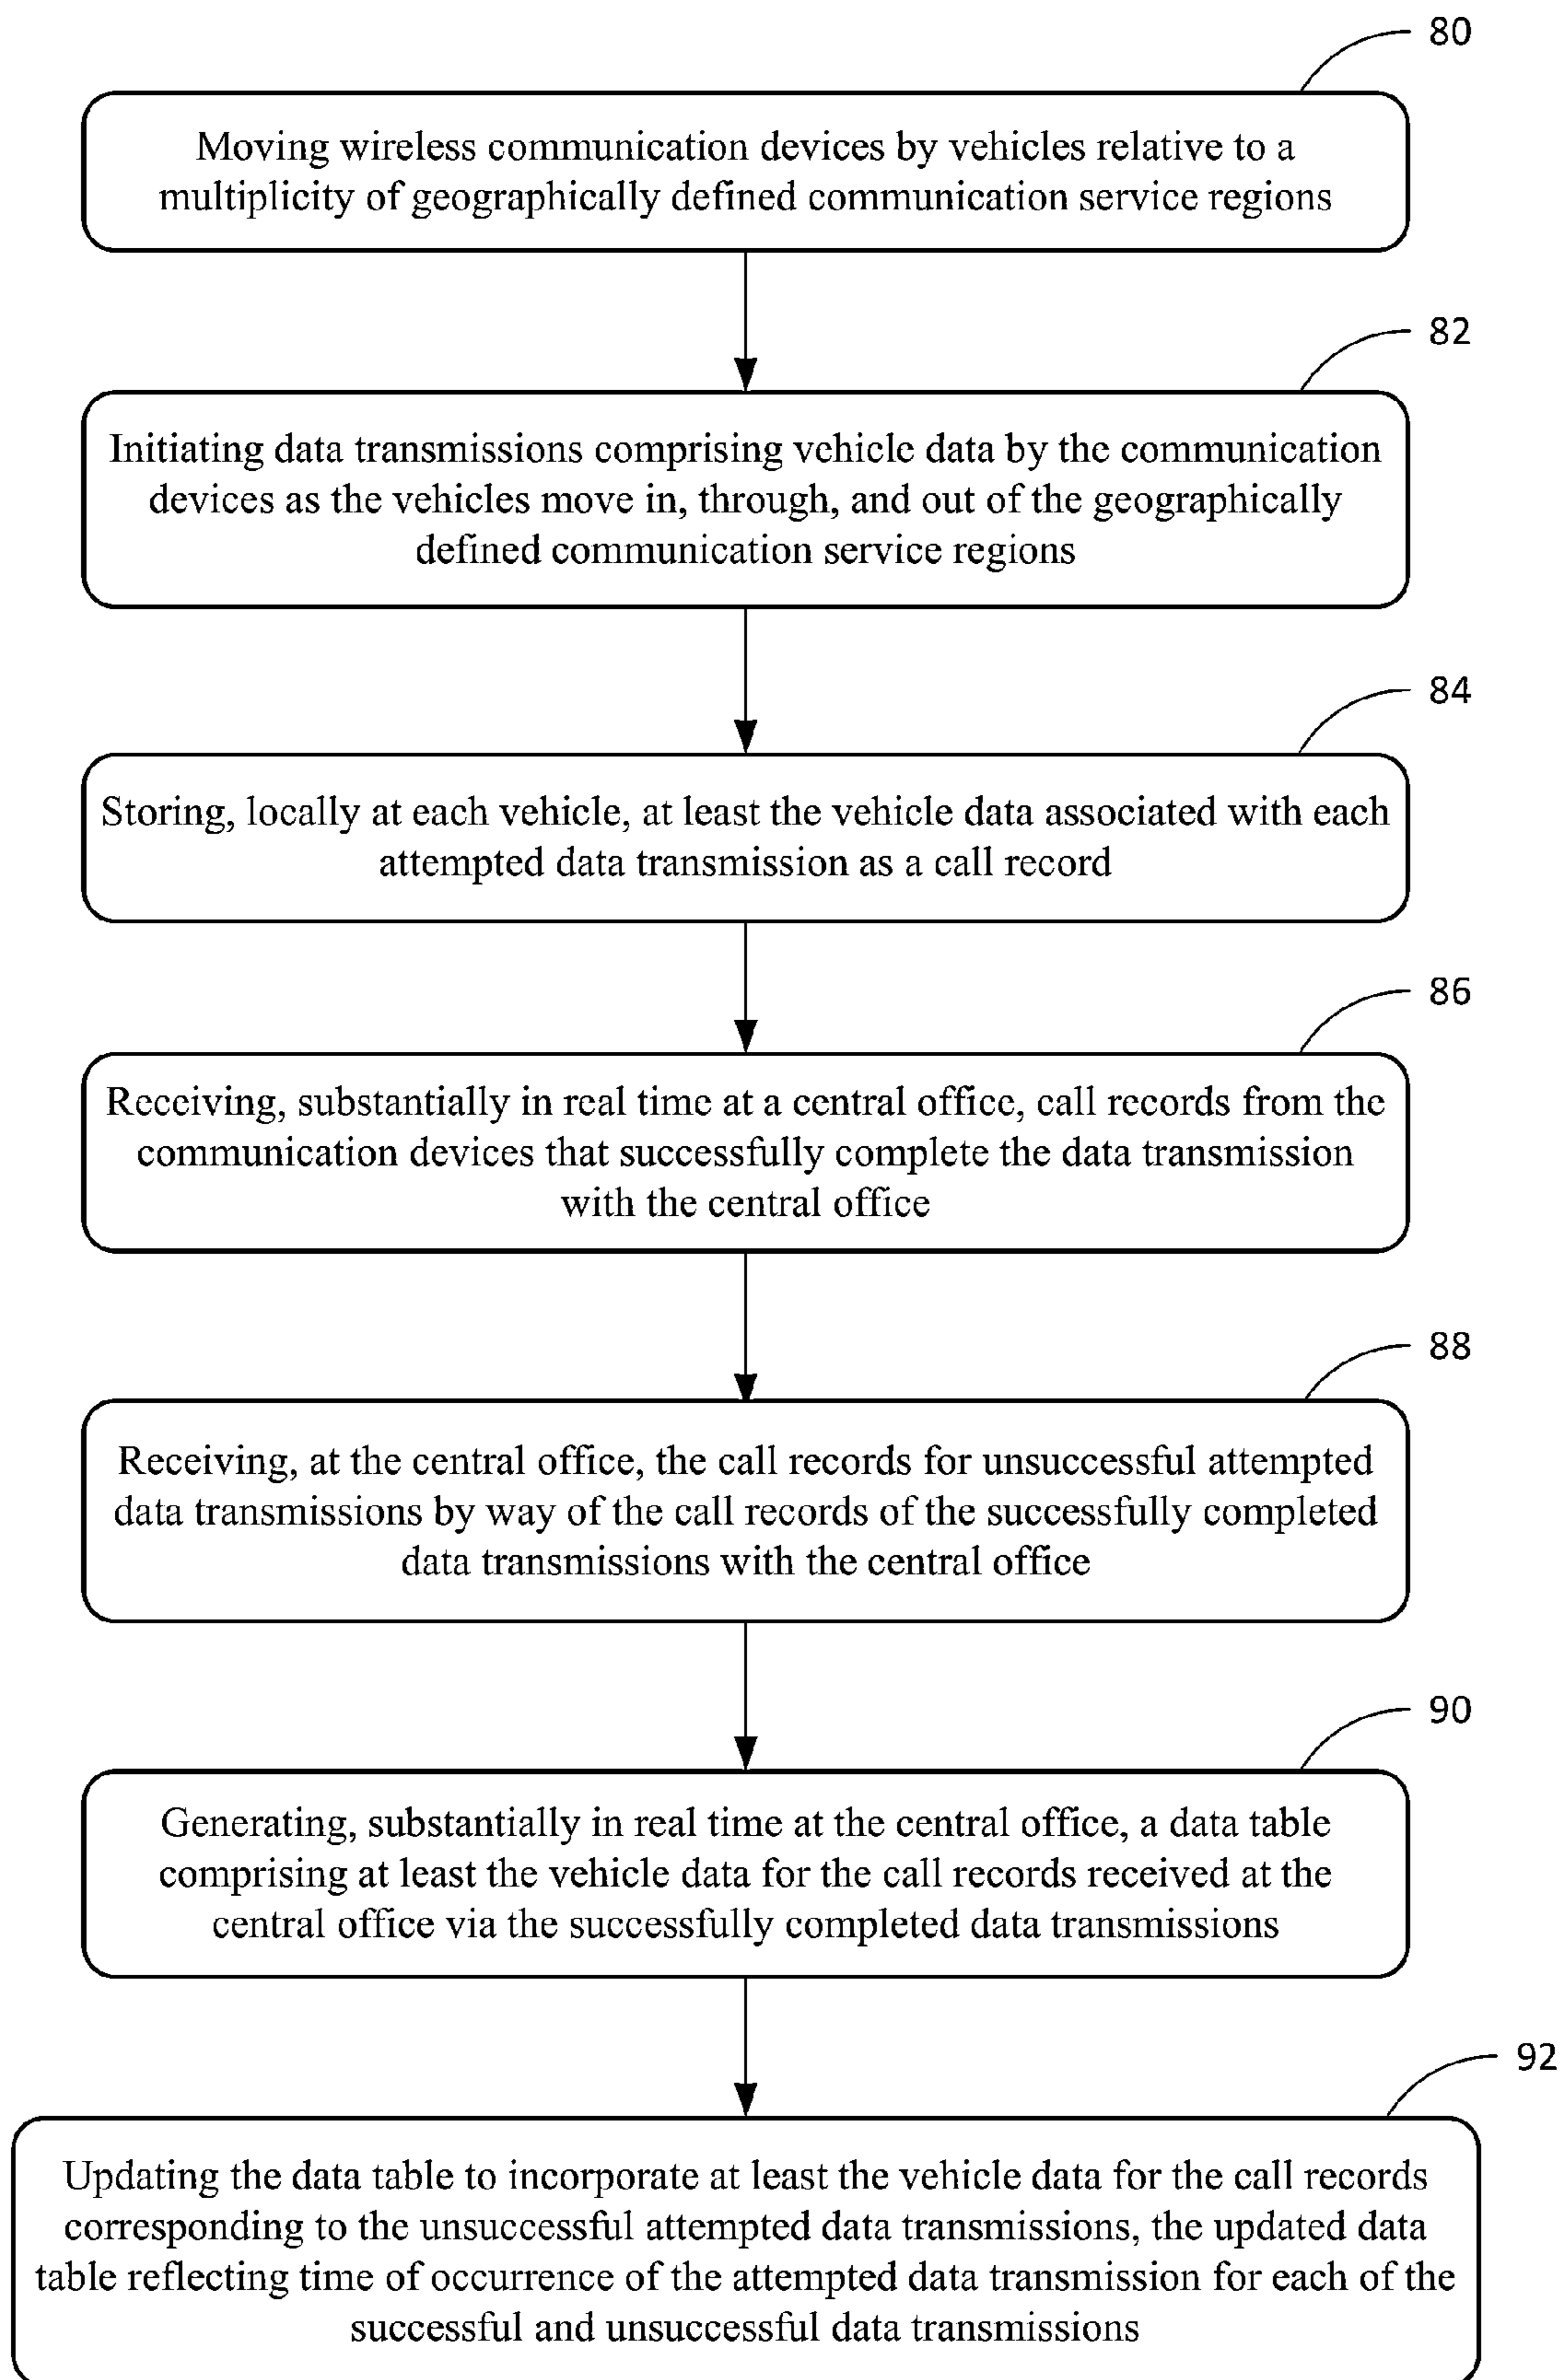 80
Moving wireless communication devices by vehicles relative to a
multiplicity of geographically defined communication service regions
82
Initiating data transmissions comprising vehicle data by the communication
devices as the vehicles move in, through, and out of the geographically
defined communication service regions
84
Storing, locally at each vehicle, at least the vehicle data associated with each
attempted data transmission as a call record
86
Receiving, substantially in real time at a central office, call records from the
communication devices that successfully complete the data transmission
with the central office
88
Receiving, at the central office, the call records for unsuccessful attempted
data transmissions by way of the call records of the successfully completed
data transmissions with the central office
90
Generating, substantially in real time at the central office, a data table
comprising at least the vehicle data for the call records received at the
central office via the successfully completed data transmissions
92
Updating the data table to incorporate at least the vehicle data for the call records
corresponding to the unsuccessful attempted data transmissions, the updated data
table reflecting time of occurrence of the attempted data transmission for each of the
successful and unsuccessful data transmissions